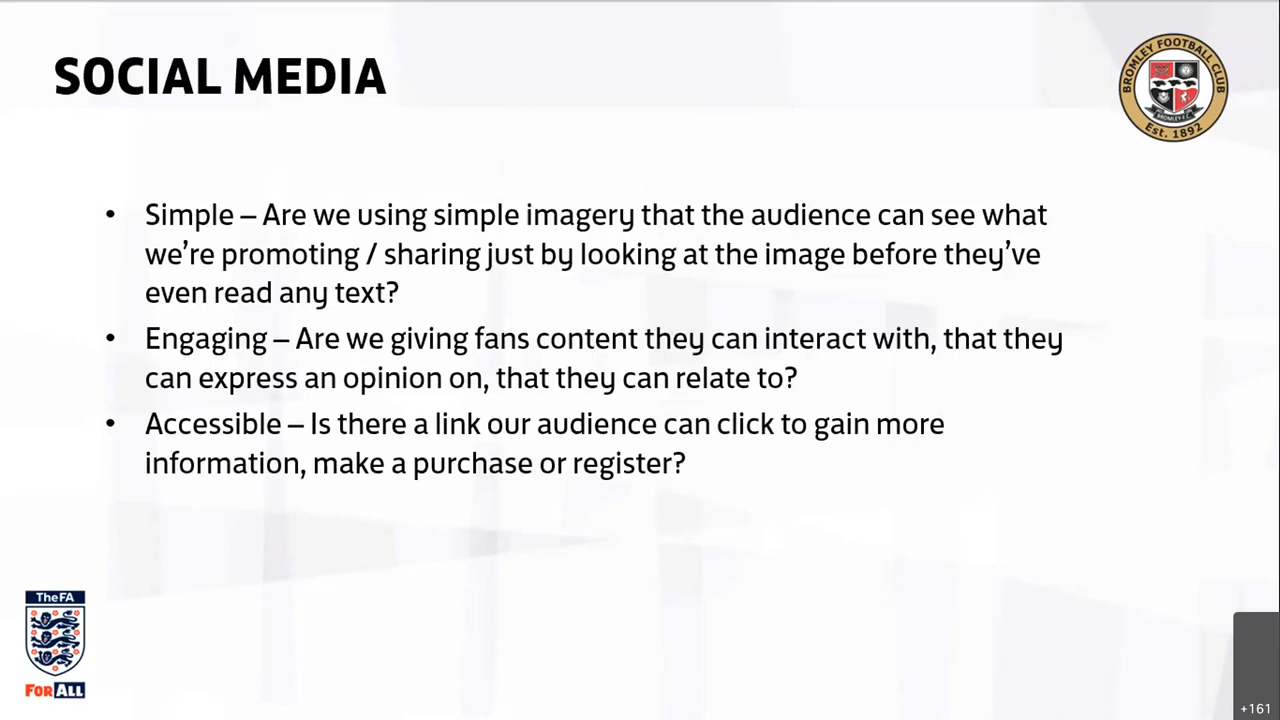 SOCIAL MEDIA
BROMLEY FOOTBALL CLUB
BROMLEY-F.C.
Est. 1892
• Simple – Are we using simple imagery that the audience can see what
we’re promoting / sharing just by looking at the image before they’ve
even read any text?
• Engaging – Are we giving fans content they can interact with, that they
can express an opinion on, that they can relate to?
• Accessible – Is there a link our audience can click to gain more
information, make a purchase or register?
The FA
FOR ALL
+161